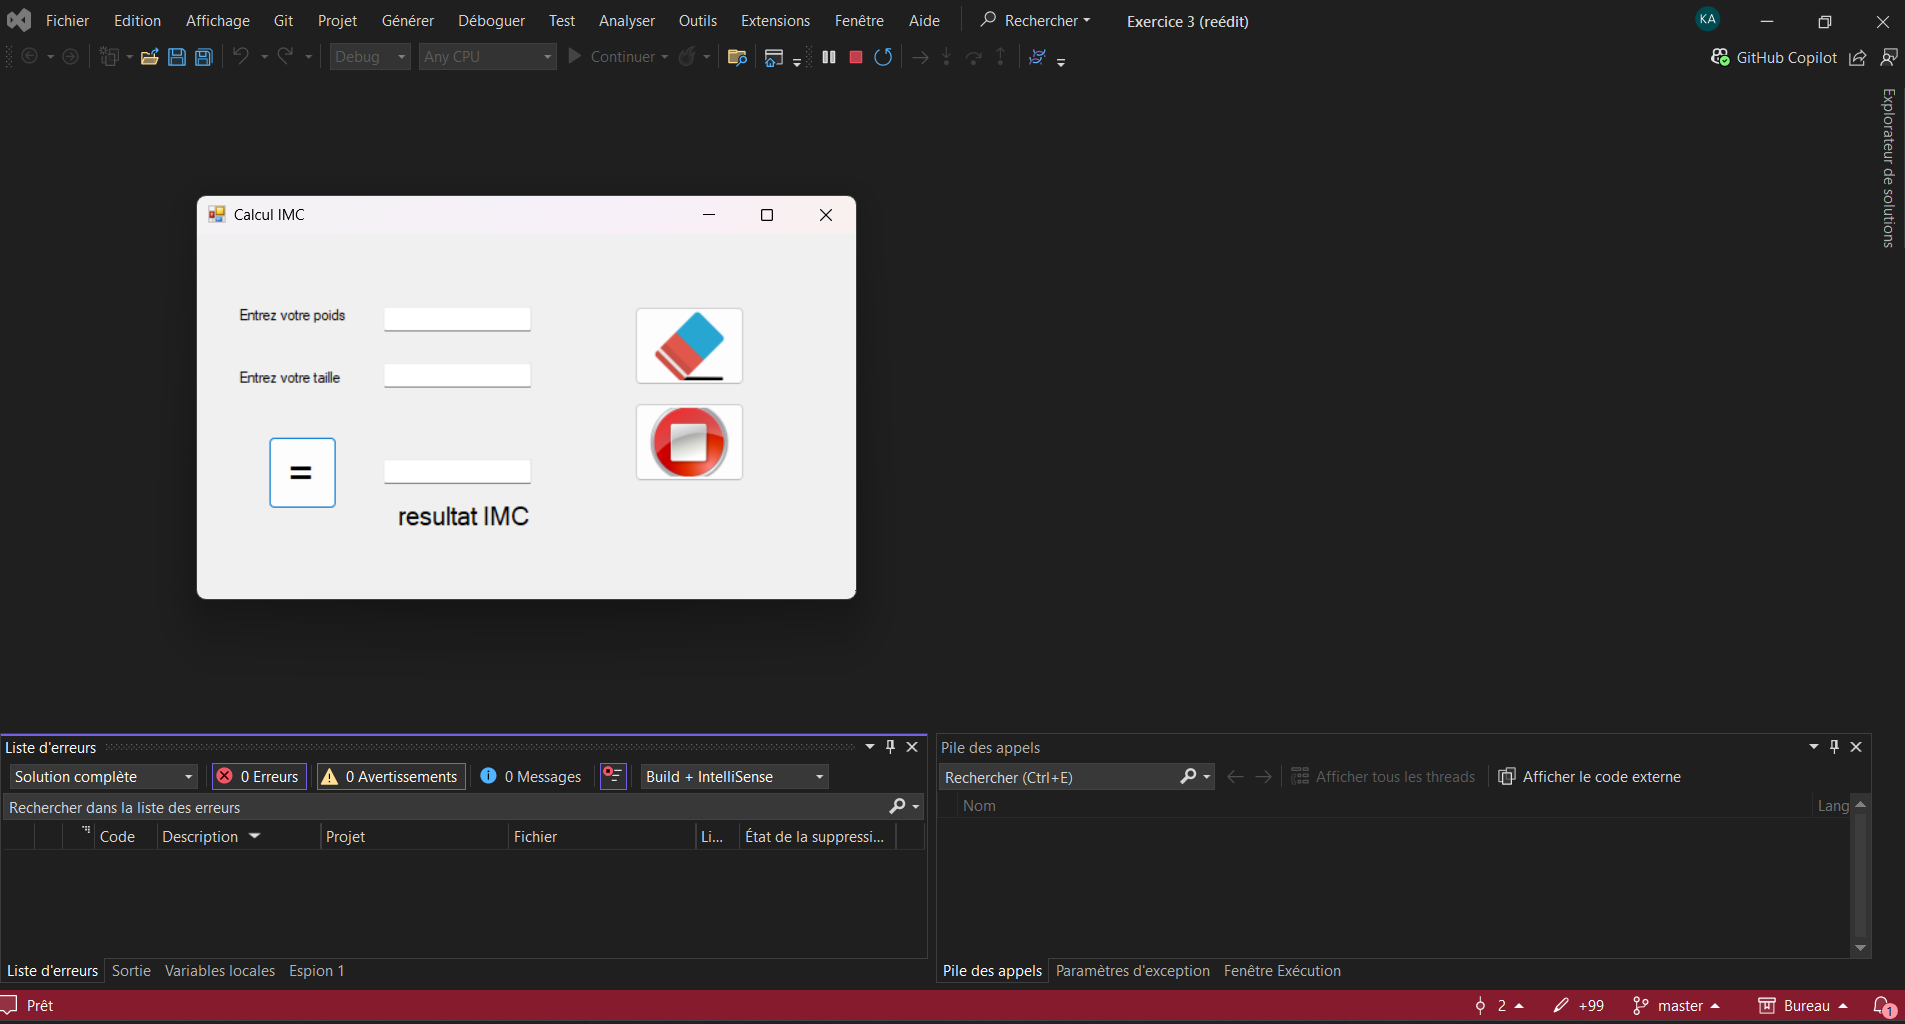 Fichier Edition Affichage Git Projet Générer Déboguer Test Analyser Outils Extensions Fenêtre Aide Rechercher Exercice 3 (reédit) KA
Debug Any CPU Continuer GitHub Copilot
Explorateur de solutions
Calcul IMC
Entrez votre poids
Entrez votre taille
=
resultat IMC
Liste d'erreurs
Solution complète 0 Erreurs 0 Avertissements 0 Messages Build + IntelliSense
Rechercher dans la liste des erreurs
Code Description Projet Fichier Li... État de la suppressi...
Liste d'erreurs Sortie Variables locales Espion 1
Pile des appels
Rechercher (Ctrl+E) Afficher tous les threads Afficher le code externe
Nom Lang
Pile des appels Paramètres d'exception Fenêtre Exécution
Prêt 2 +99 master Bureau 1